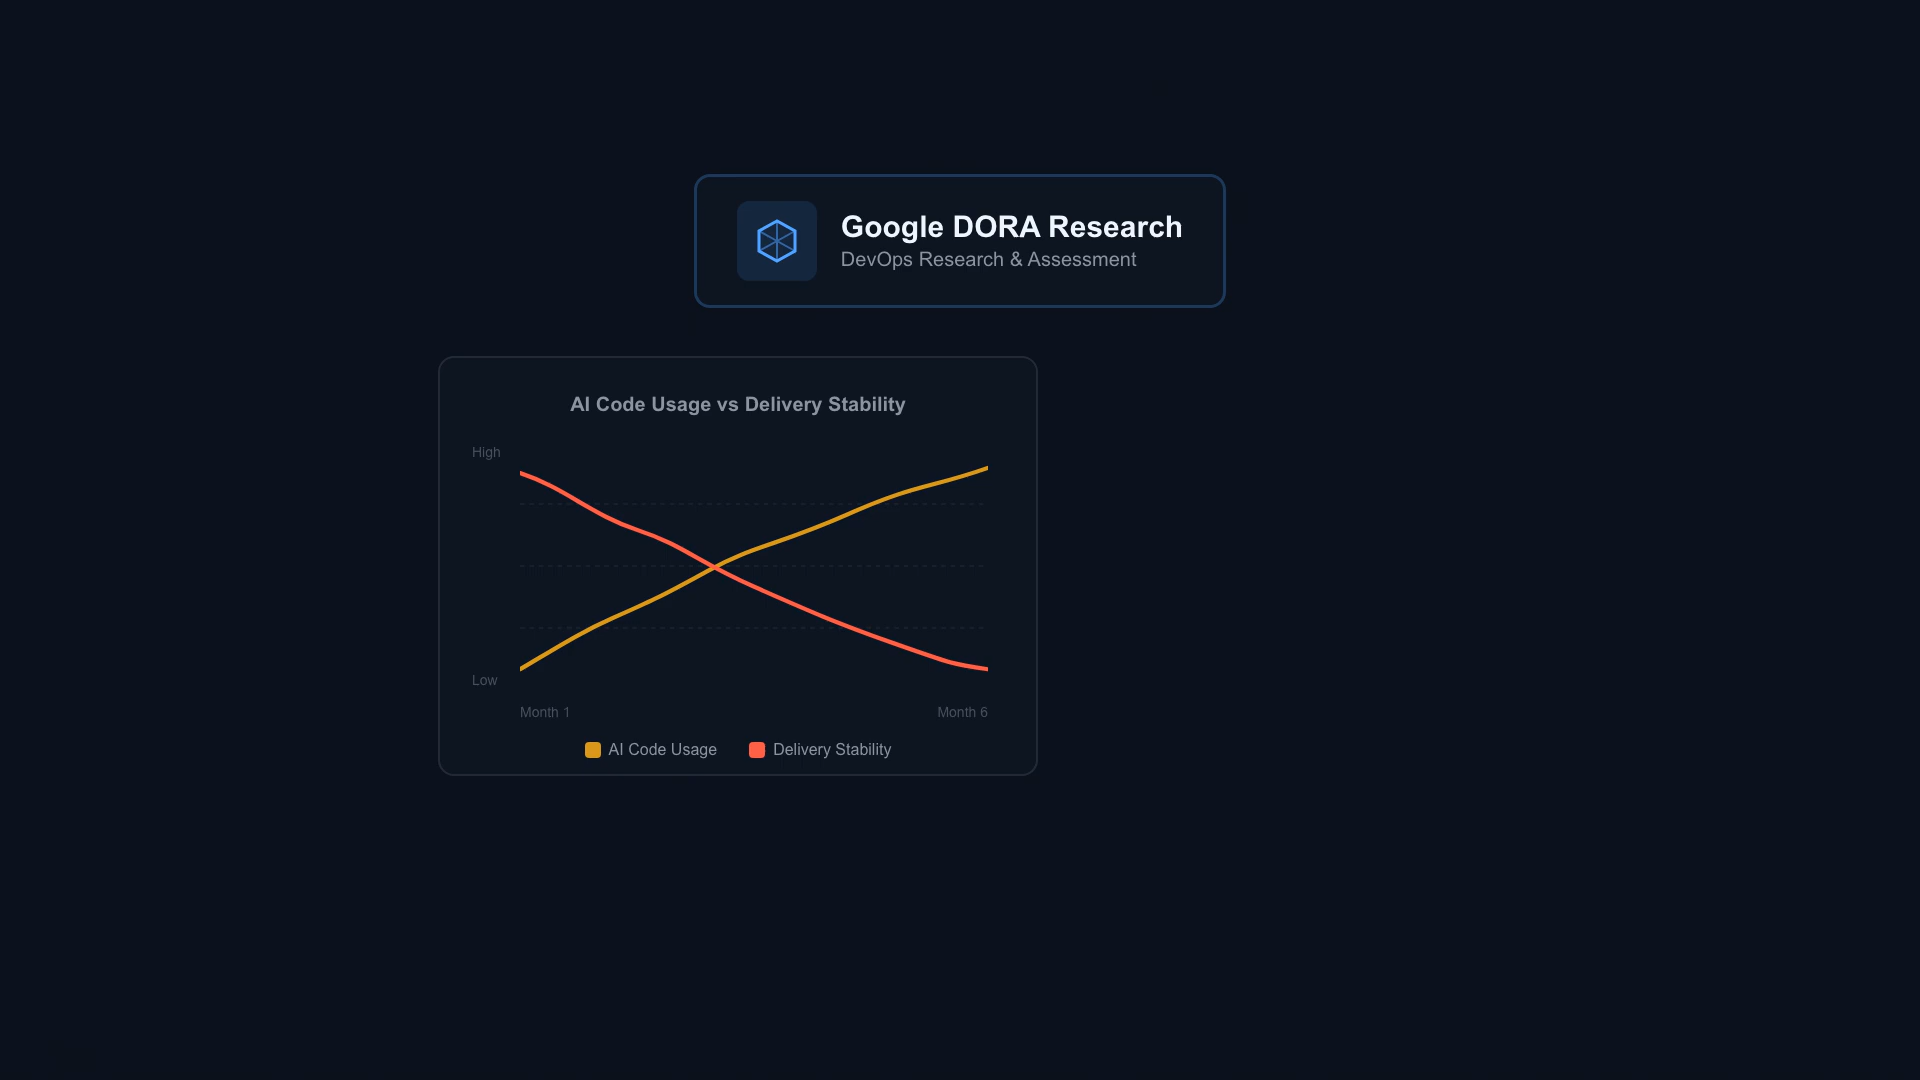 Google DORA Research
DevOps Research & Assessment
AI Code Usage vs Delivery Stability
High
Low
Month 1
Month 6
AI Code Usage
Delivery Stability